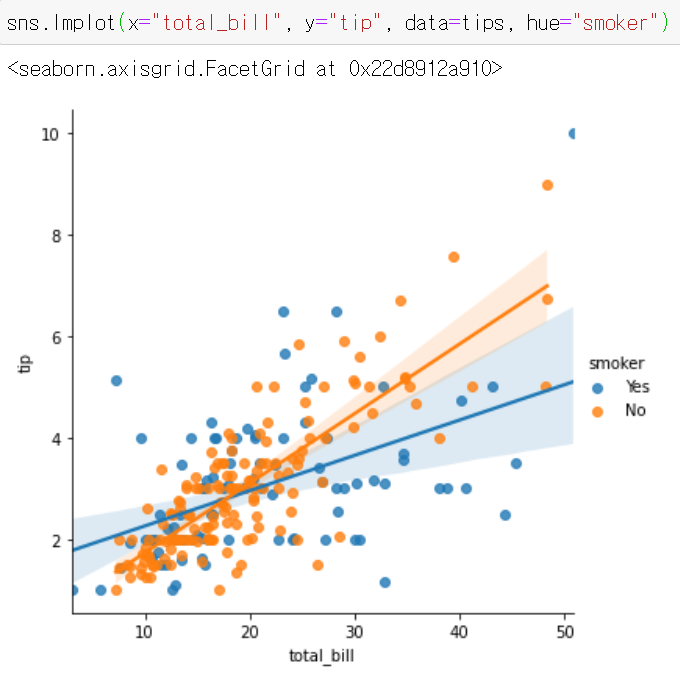 sns.lmplot(x="total_bill", y="tip", data=tips, hue="smoker")
<seaborn.axisgrid.FacetGrid at 0x22d8912a910>
10
8
6
4
2
tip
10 20 30 40 50
total_bill
smoker
Yes
No